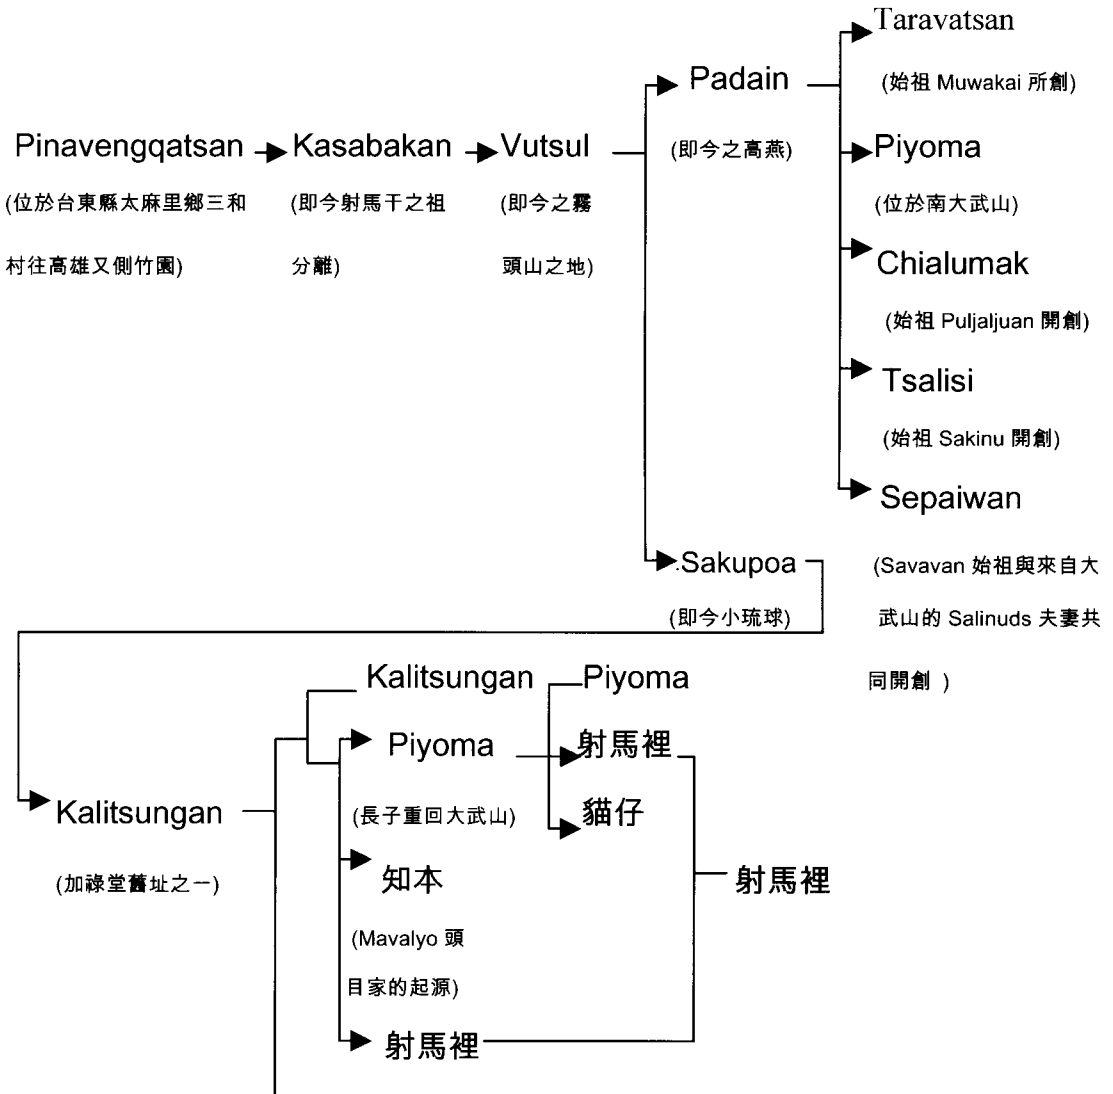 Taravatsan
(始祖 Muwakai 所創)
Padain
(即今之高燕)
Pinavengqatsan
(位於台東縣太麻里鄉三和
村往高雄又側竹園)
Kasabakan
(即今射馬干之祖
分離)
Vutsul
(即今之霧
頭山之地)
Piyoma
(位於南大武山)
Chialumak
(始祖 Puljaljuan 開創)
Tsalisi
(始祖 Sakinu 開創)
Sepaiwan
(Savavan 始祖與來自大
武山的 Salinuds 夫妻共
同開創 )
Sakupoa
(即今小琉球)
Kalitsungan
(加祿堂舊址之一)
Kalitsungan
Piyoma
(長子重回大武山)
知本
(Mavalyo 頭
目家的起源)
射馬裡
Piyoma
射馬裡
貓仔
射馬裡